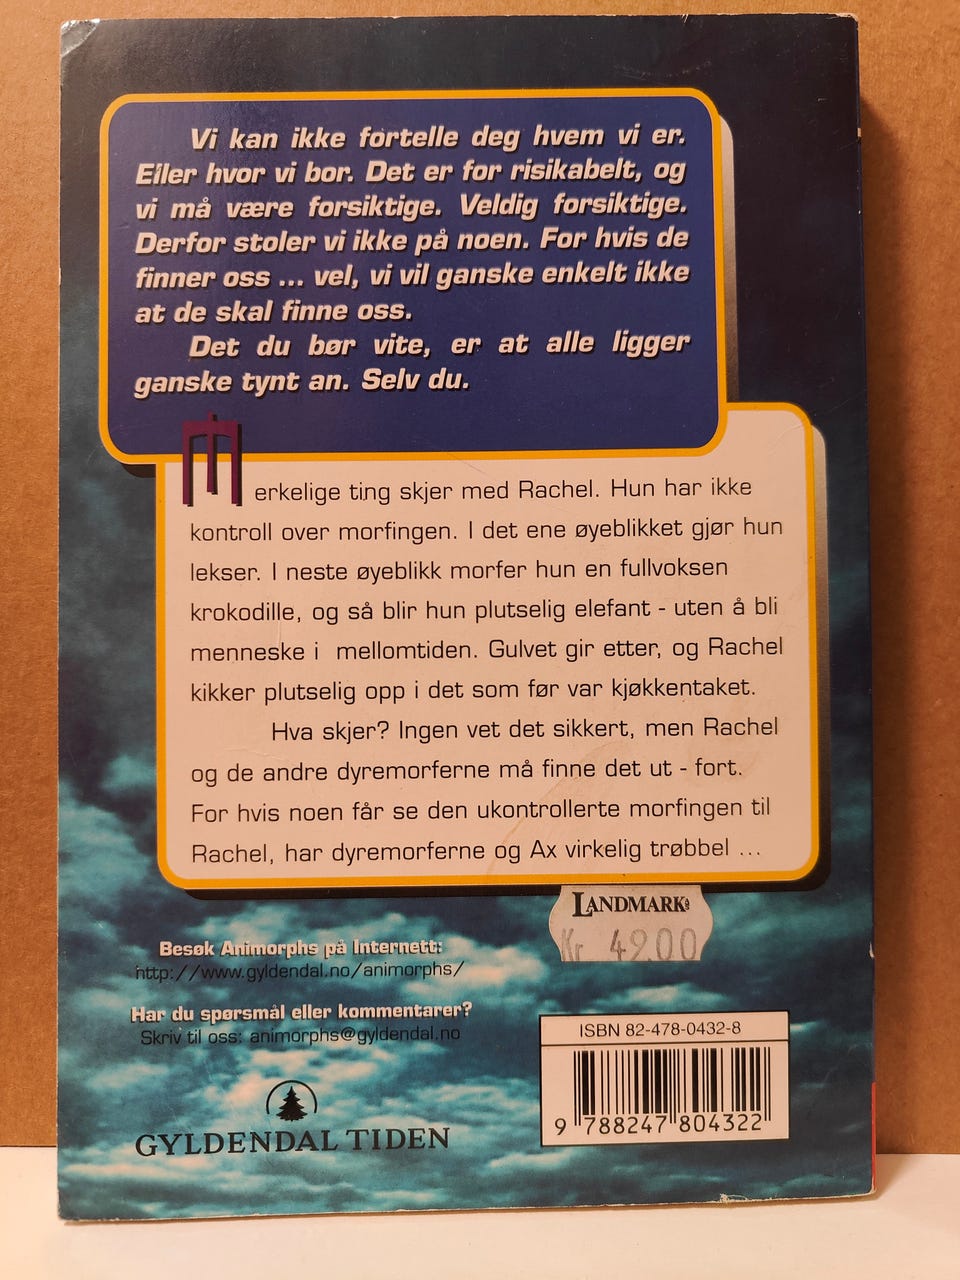 Vi kan ikke fortelle deg hvem vi er.
Eller hvor vi bor. Det er for risikabelt, og
vi må være forsiktige. Veldig forsiktige.
Derfor stoler vi ikke på noen. For hvis de
finner oss ... vel, vi vil ganske enkelt ikke
at de skal finne oss.
Det du bør vite, er at alle ligger
ganske tynt an. Selv du.
Merkelige ting skjer med Rachel. Hun har ikke
kontroll over morfingen. I det ene øyeblikket gjør hun
lekser. I neste øyeblikk morfer hun en fullvoksen
krokodille, og så blir hun plutselig elefant - uten å bli
menneske i mellomtiden. Gulvet gir etter, og Rachel
kikker plutselig opp i det som før var kjøkkentaket.
Hva skjer? Ingen vet det sikkert, men Rachel
og de andre dyremorferne må finne det ut - fort.
For hvis noen får se den ukontrollerte morfingen til
Rachel, har dyremorferne og Ax virkelig trøbbel ...
LANDMARK
Kr 49.00
Besøk Animorphs på Internett:
http://www.gyldendal.no/animorphs/
Har du spørsmål eller kommentarer?
Skriv til oss: animorphs@gyldendal.no
GYLDENDAL TIDEN
ISBN 82-478-0432-8
9 788247 804322